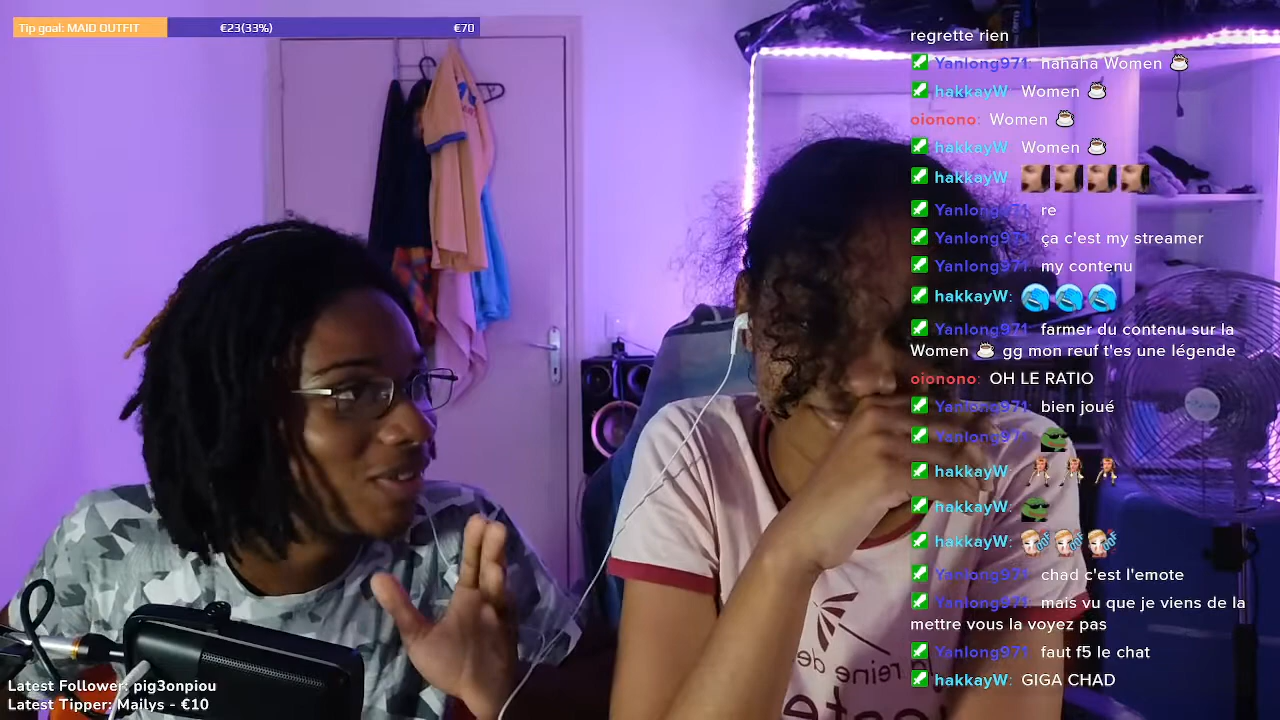 Tip goal: MAID OUTFIT €23(33%) €70
regrette rien
Yanlong971: hahaha Women
hakkayW: Women
oionono: Women
hakkayW: Women
hakkayW:
Yanlong971: re
Yanlong971: ça c'est my streamer
Yanlong971: my contenu
hakkayW:
Yanlong971: farmer du contenu sur la
Women gg mon reuf t'es une légende
oionono: OH LE RATIO
Yanlong971: bien joué
Yanlong971:
hakkayW:
hakkayW:
hakkayW:
Yanlong971: chad c'est l'emote
Yanlong971: mais vu que je viens de la
mettre vous la voyez pas
Yanlong971: faut f5 le chat
hakkayW: GIGA CHAD
la reine de
Latest Follower: pig3onpiou
Latest Tipper: Mailys - €10